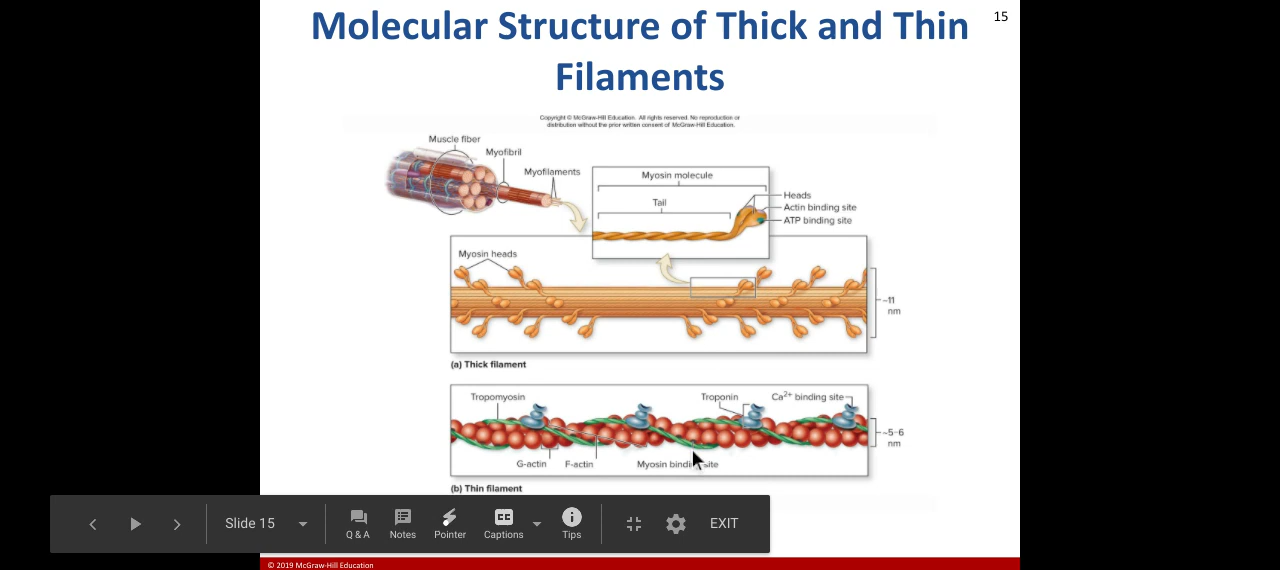 Molecular Structure of Thick and Thin
Filaments
15
Copyright © McGraw-Hill Education. All rights reserved. No reproduction or
distribution without the prior written consent of McGraw-Hill Education.
Muscle fiber
Myofibril
Myofilaments
Myosin molecule
Tail
Heads
Actin binding site
ATP binding site
Myosin heads
~11
nm
(a) Thick filament
Tropomyosin
Troponin
Ca2+ binding site
~5–6
nm
G-actin
F-actin
Myosin binding site
(b) Thin filament
Slide 15
Q & A
Notes
Pointer
Captions
CC
Tips
EXIT
© 2019 McGraw-Hill Education